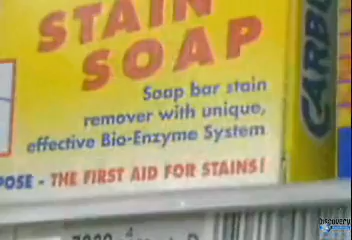 STAIN
SOAP
Soap bar stain
remover with unique,
effective Bio-Enzyme System
POSE - THE FIRST AID FOR STAINS!
CARB
Discovery